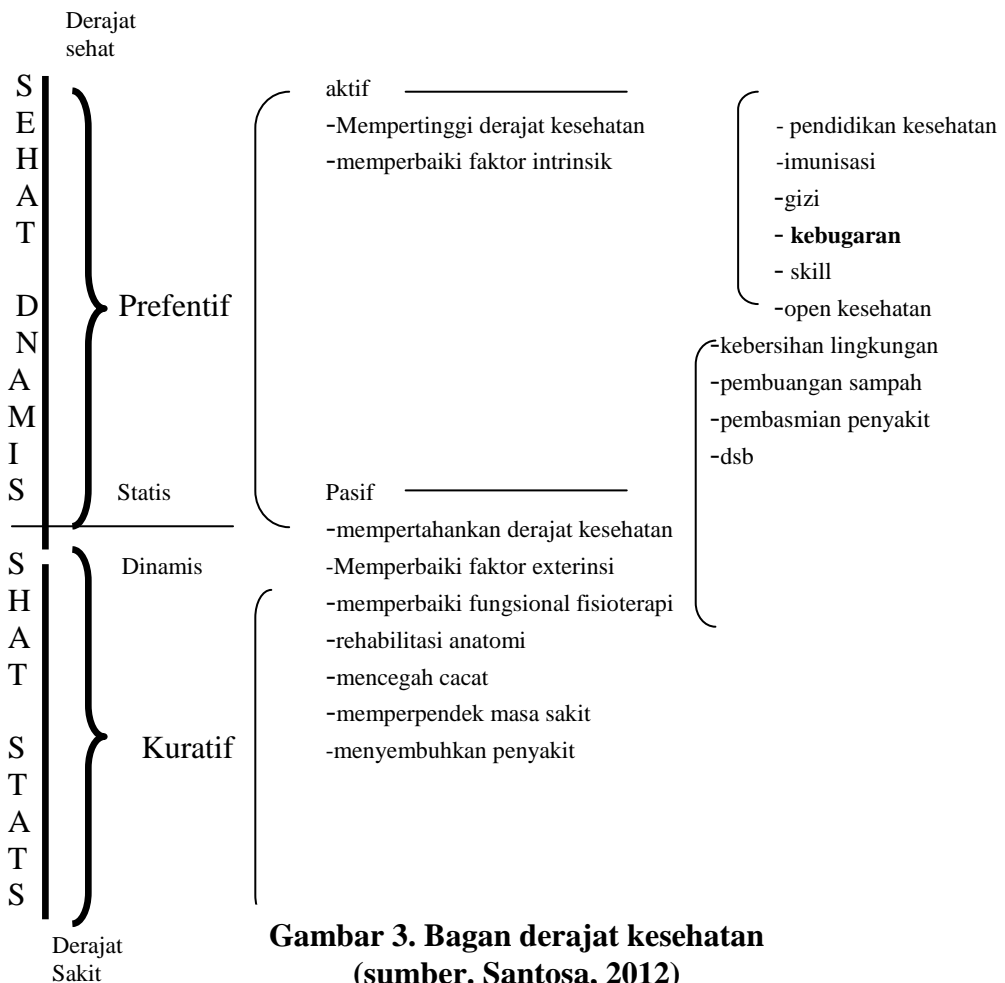 Derajat
sehat
S
E
H
A
T
D
N
A
M
I
S
Prefentif
aktif
-Mempertinggi derajat kesehatan
-memperbaiki faktor intrinsik
- pendidikan kesehatan
-imunisasi
-gizi
- kebugaran
- skill
-open kesehatan
-kebersihan lingkungan
-pembuangan sampah
-pembasmian penyakit
-dsb
Statis
Pasif
-mempertahankan derajat kesehatan
S
H
A
T
S
T
A
T
S
Dinamis
-Memperbaiki faktor exterinsi
-memperbaiki fungsional fisioterapi
-rehabilitasi anatomi
-mencegah cacat
-memperpendek masa sakit
Kuratif
-menyembuhkan penyakit
Derajat
Sakit
Gambar 3. Bagan derajat kesehatan
(sumber. Santosa, 2012)